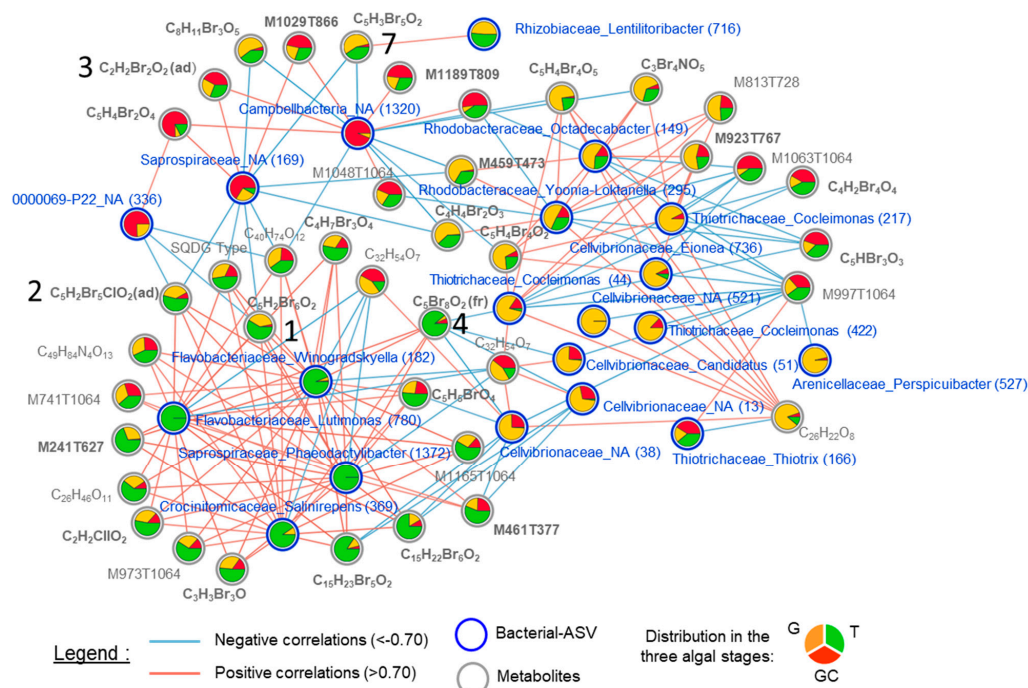 C₈H₁₁Br₃O₅
M1029T866
C₅H₃Br₅O₂
7
Rhizobiaceae_Lentilitoribacter (716)
3
C₂H₂Br₂O₂(ad)
M1189T809
C₅H₄Br₄O₅
C₃Br₄NO₅
M813T728
C₅H₄Br₂O₄
Campbellbacteria_NA (1320)
Rhodobacteraceae_Octadecabacter (149)
M923T767
Saprospiraceae_NA (169)
M1048T1064
M459T473
M1063T1064
0000069-P22_NA (336)
Rhodobacteraceae_Yoonia-Loktanella (295)
C₄H₂Br₄O₄
C₄H₇Br₃O₄
C₄H₄Br₂O₃
Thiotrichaceae_Cocleimonas (217)
C₄₀H₇₄O₁₂
C₅H₄Br₄O₂
Cellvibrionaceae_Eionea (736)
SQDG Type
C₃₂H₅₄O₇
C₅HBr₃O₃
2
C₅H₂Br₅ClO₂(ad)
C₅H₂Br₆O₂
Thiotrichaceae_Cocleimonas (44)
Cellvibrionaceae_NA (521)
M997T1064
1
C₅Br₈O₂(fr)
4
Thiotrichaceae_Cocleimonas (422)
C₄₉H₈₄N₄O₁₃
Flavobacteriaceae_Winogradskyella (182)
C₃₂H₅₄O₇
Cellvibrionaceae_Candidatus (51)
Arenicellaceae_Perspicuibacter (527)
M741T1064
C₅H₆BrO₄
Cellvibrionaceae_NA (13)
Flavobacteriaceae_Lutimonas (780)
M241T627
Saprospiraceae_Phaeodactylibacter (1372)
Cellvibrionaceae_NA (38)
C₂₆H₂₂O₈
Thiotrichaceae_Thiotrix (166)
M1165T1064
C₂₆H₄₆O₁₁
Crocinitomicaceae_Salinirepens (369)
C₂H₂ClIO₂
M461T377
M973T1064
C₁₅H₂₂Br₆O₂
C₃H₃Br₃O
C₁₅H₂₃Br₅O₂
Legend :
Negative correlations (<-0.70)
Positive correlations (>0.70)
Bacterial-ASV
Metabolites
Distribution in the
three algal stages:
G
T
GC